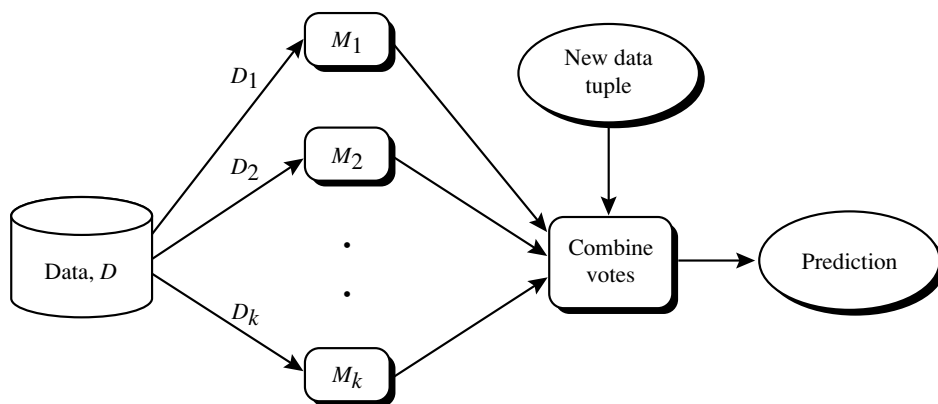 M1
New data
tuple
D1
M2
D2
Data, D
Combine
votes
Prediction
Dk
Mk